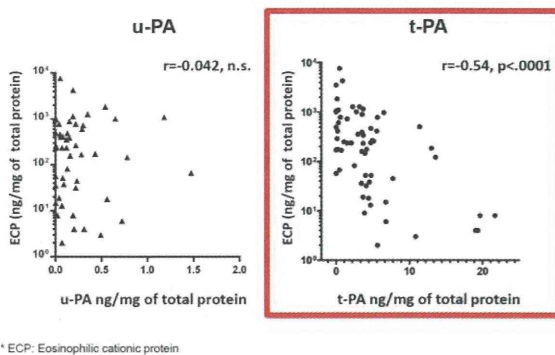 u-PA
r=-0.042, n.s.
ECP (ng/mg of total protein)
10⁴
10³
10²
10¹
10⁰
0.0 0.5 1.0 1.5 2.0
u-PA ng/mg of total protein
t-PA
r=-0.54, p<.0001
ECP (ng/mg of total protein)
10⁴
10³
10²
10¹
10⁰
0 10 20
t-PA ng/mg of total protein
* ECP: Eosinophilic cationic protein